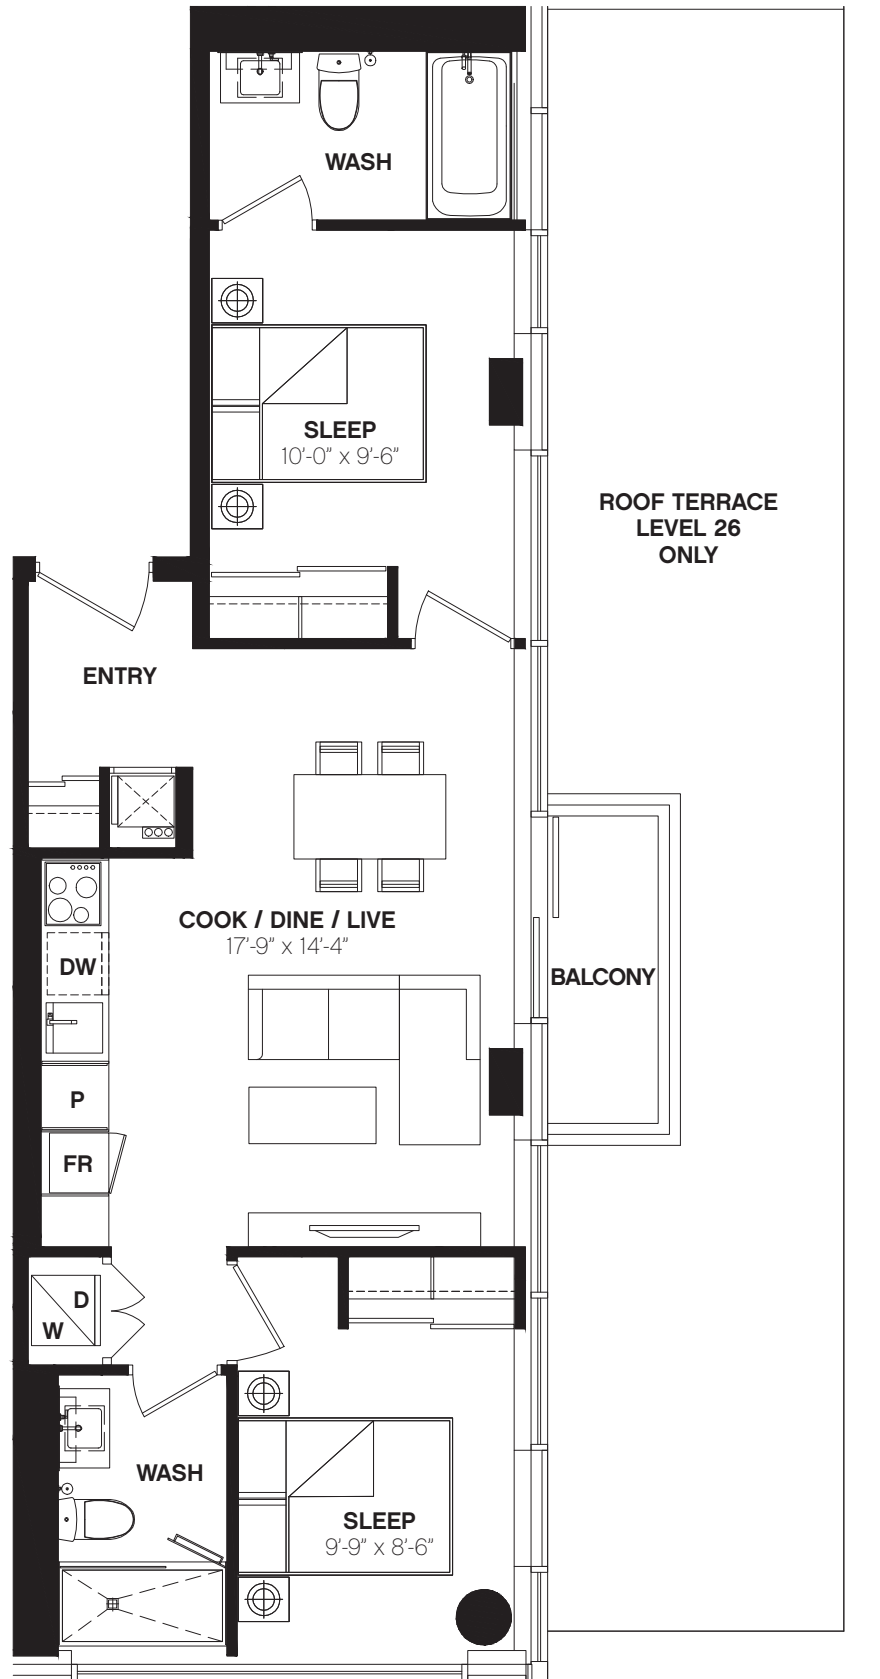 WASH
SLEEP
10'-0" x 9'-6"
ROOF TERRACE
LEVEL 26
ONLY
ENTRY
COOK / DINE / LIVE
17'-9" x 14'-4"
DW
BALCONY
P
FR
D
W
WASH
SLEEP
9'-9" x 8'-6"